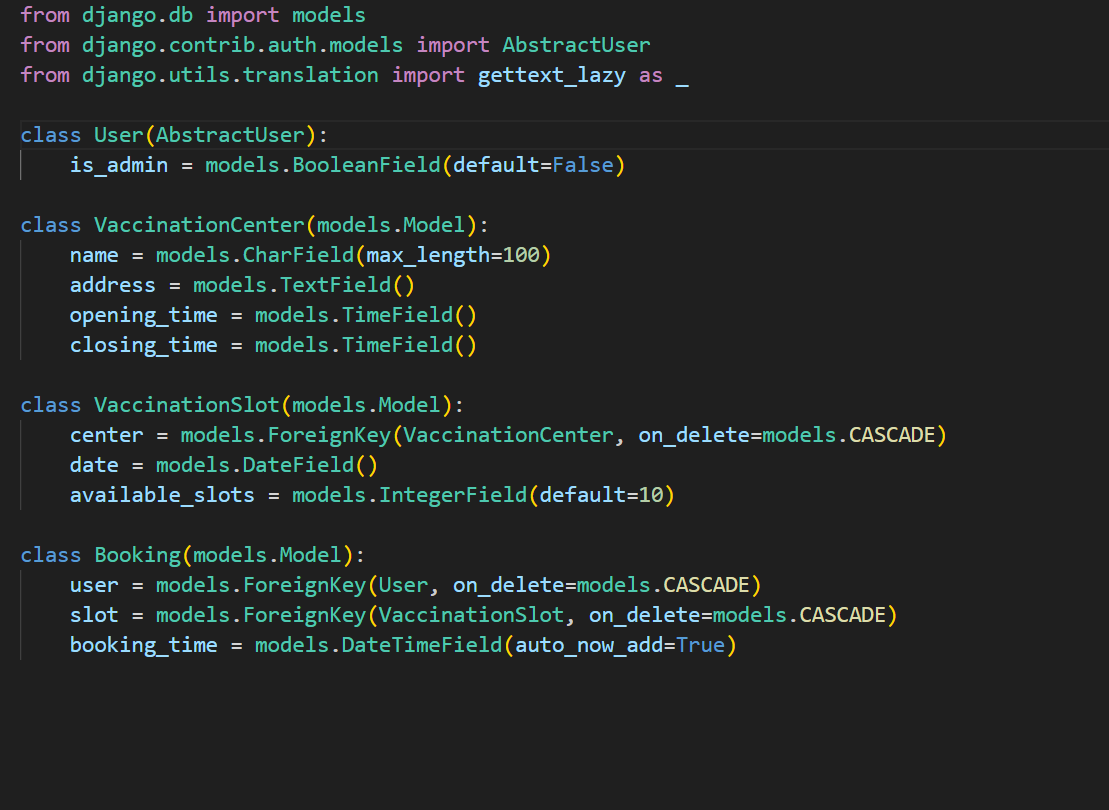 from django.db import models
from django.contrib.auth.models import AbstractUser
from django.utils.translation import gettext_lazy as _
class User(AbstractUser):
    is_admin = models.BooleanField(default=False)
class VaccinationCenter(models.Model):
    name = models.CharField(max_length=100)
    address = models.TextField()
    opening_time = models.TimeField()
    closing_time = models.TimeField()
class VaccinationSlot(models.Model):
    center = models.ForeignKey(VaccinationCenter, on_delete=models.CASCADE)
    date = models.DateField()
    available_slots = models.IntegerField(default=10)
class Booking(models.Model):
    user = models.ForeignKey(User, on_delete=models.CASCADE)
    slot = models.ForeignKey(VaccinationSlot, on_delete=models.CASCADE)
    booking_time = models.DateTimeField(auto_now_add=True)